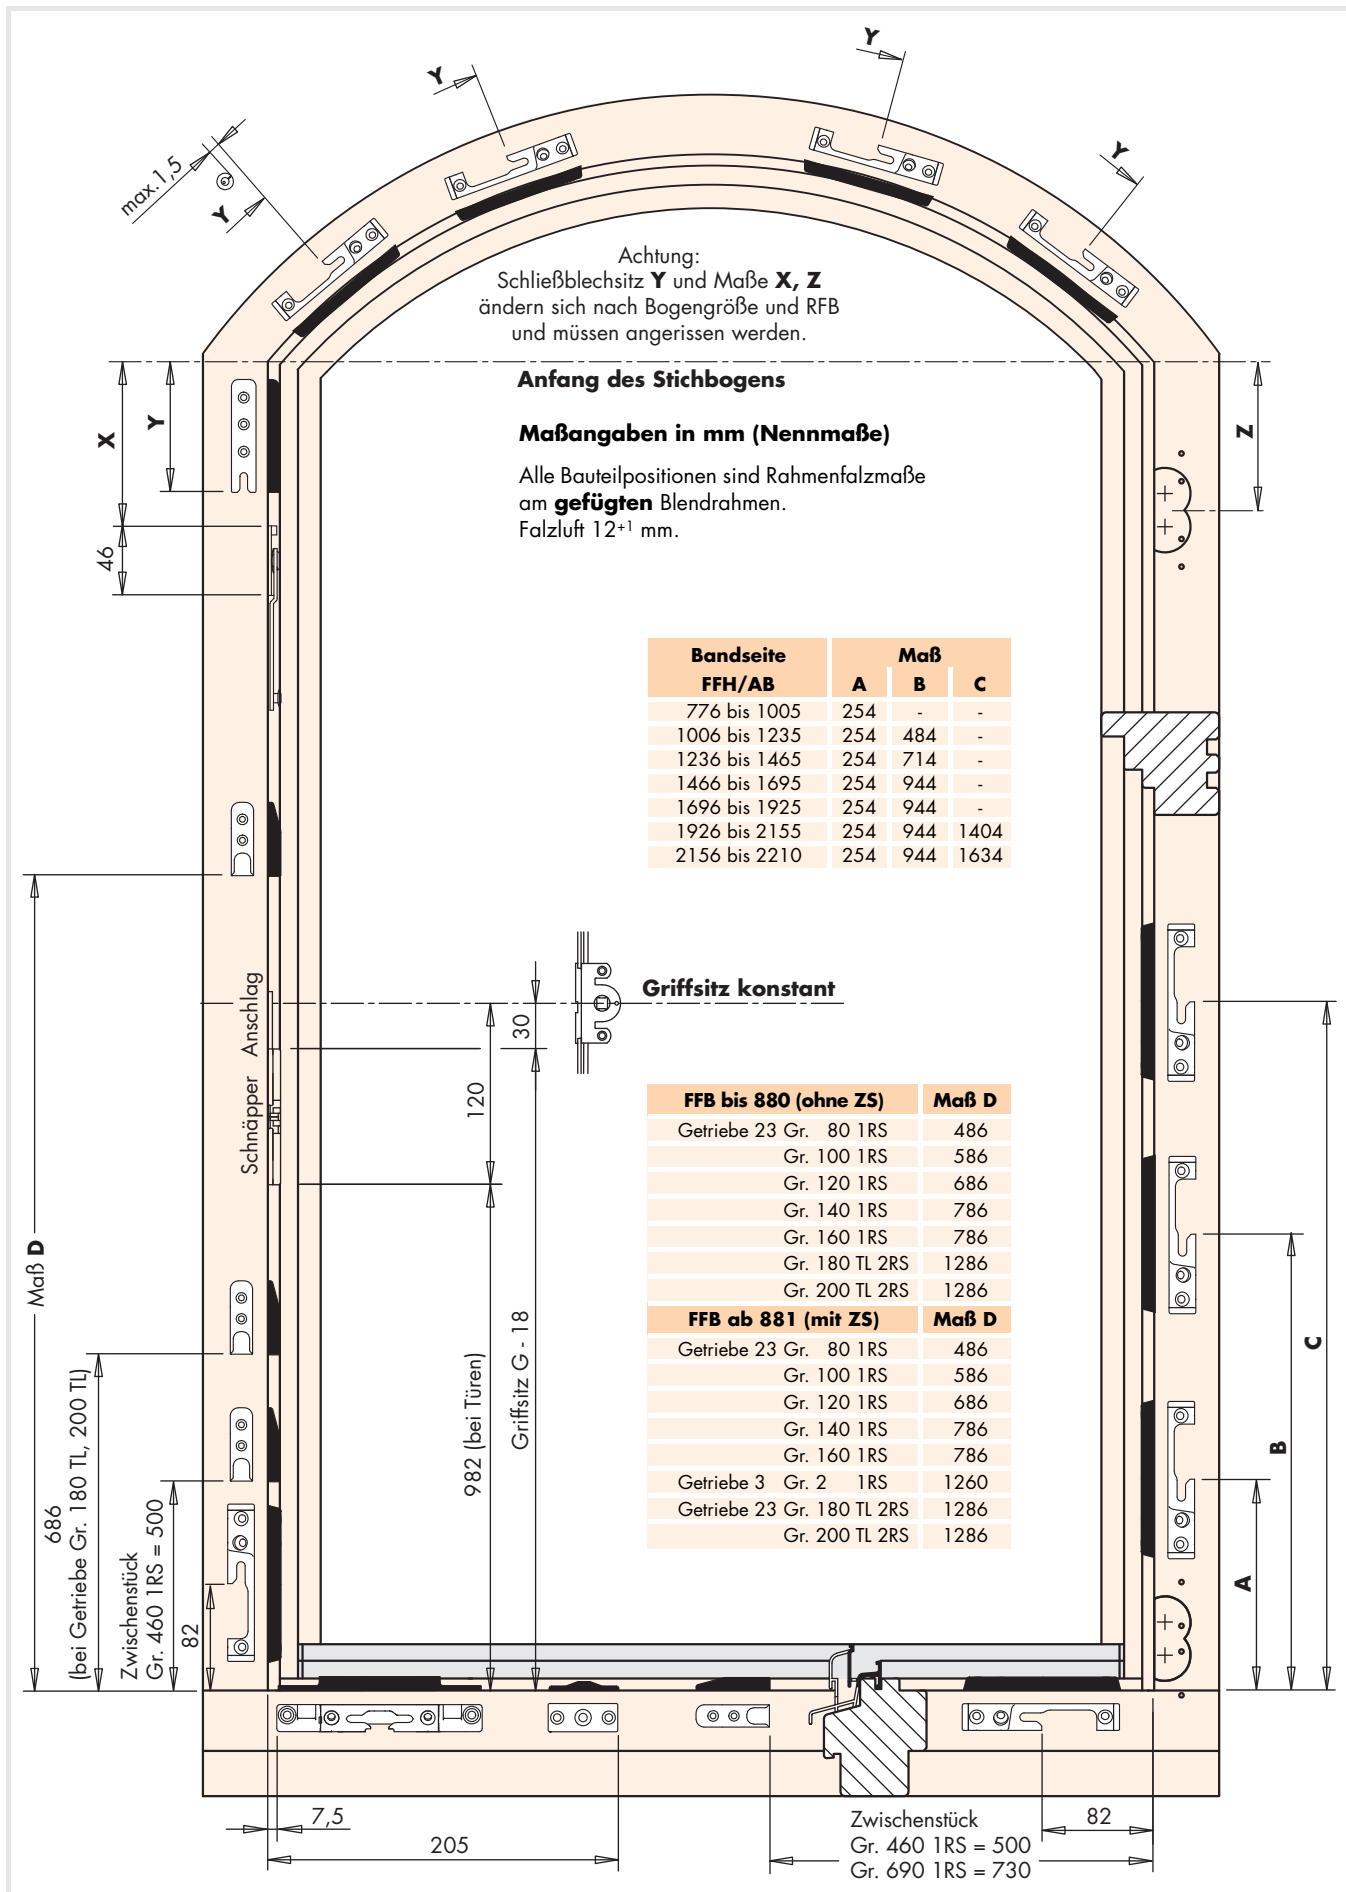 Y
Y
Y
max.1,5
Y
Achtung:
Schließblechsitz Y und Maße X, Z
ändern sich nach Bogengröße und RFB
und müssen angerissen werden.
Anfang des Stichbogens
X
Y
Z
46
Maßangaben in mm (Nennmaße)
Alle Bauteilpositionen sind Rahmenfalzmaße
am gefügten Blendrahmen.
Falzluft 12+1 mm.
Bandseite Maß
FFH/AB A B C
776 bis 1005 254 - -
1006 bis 1235 254 484 -
1236 bis 1465 254 714 -
1466 bis 1695 254 944 -
1696 bis 1925 254 944 -
1926 bis 2155 254 944 1404
2156 bis 2210 254 944 1634
Schnäpper Anschlag
Griffsitz konstant
30
120
Maß D
982 (bei Türen)
Griffsitz G - 18
FFB bis 880 (ohne ZS) Maß D
Getriebe 23 Gr. 80 1RS 486
Gr. 100 1RS 586
Gr. 120 1RS 686
Gr. 140 1RS 786
Gr. 160 1RS 786
Gr. 180 TL 2RS 1286
Gr. 200 TL 2RS 1286
FFB ab 881 (mit ZS) Maß D
Getriebe 23 Gr. 80 1RS 486
Gr. 100 1RS 586
Gr. 120 1RS 686
Gr. 140 1RS 786
Gr. 160 1RS 786
Getriebe 3 Gr. 2 1RS 1260
Getriebe 23 Gr. 180 TL 2RS 1286
Gr. 200 TL 2RS 1286
C
B
A
686
(bei Getriebe Gr. 180 TL, 200 TL)
Zwischenstück
Gr. 460 1RS = 500
82
7,5
205
Zwischenstück
Gr. 460 1RS = 500
Gr. 690 1RS = 730
82